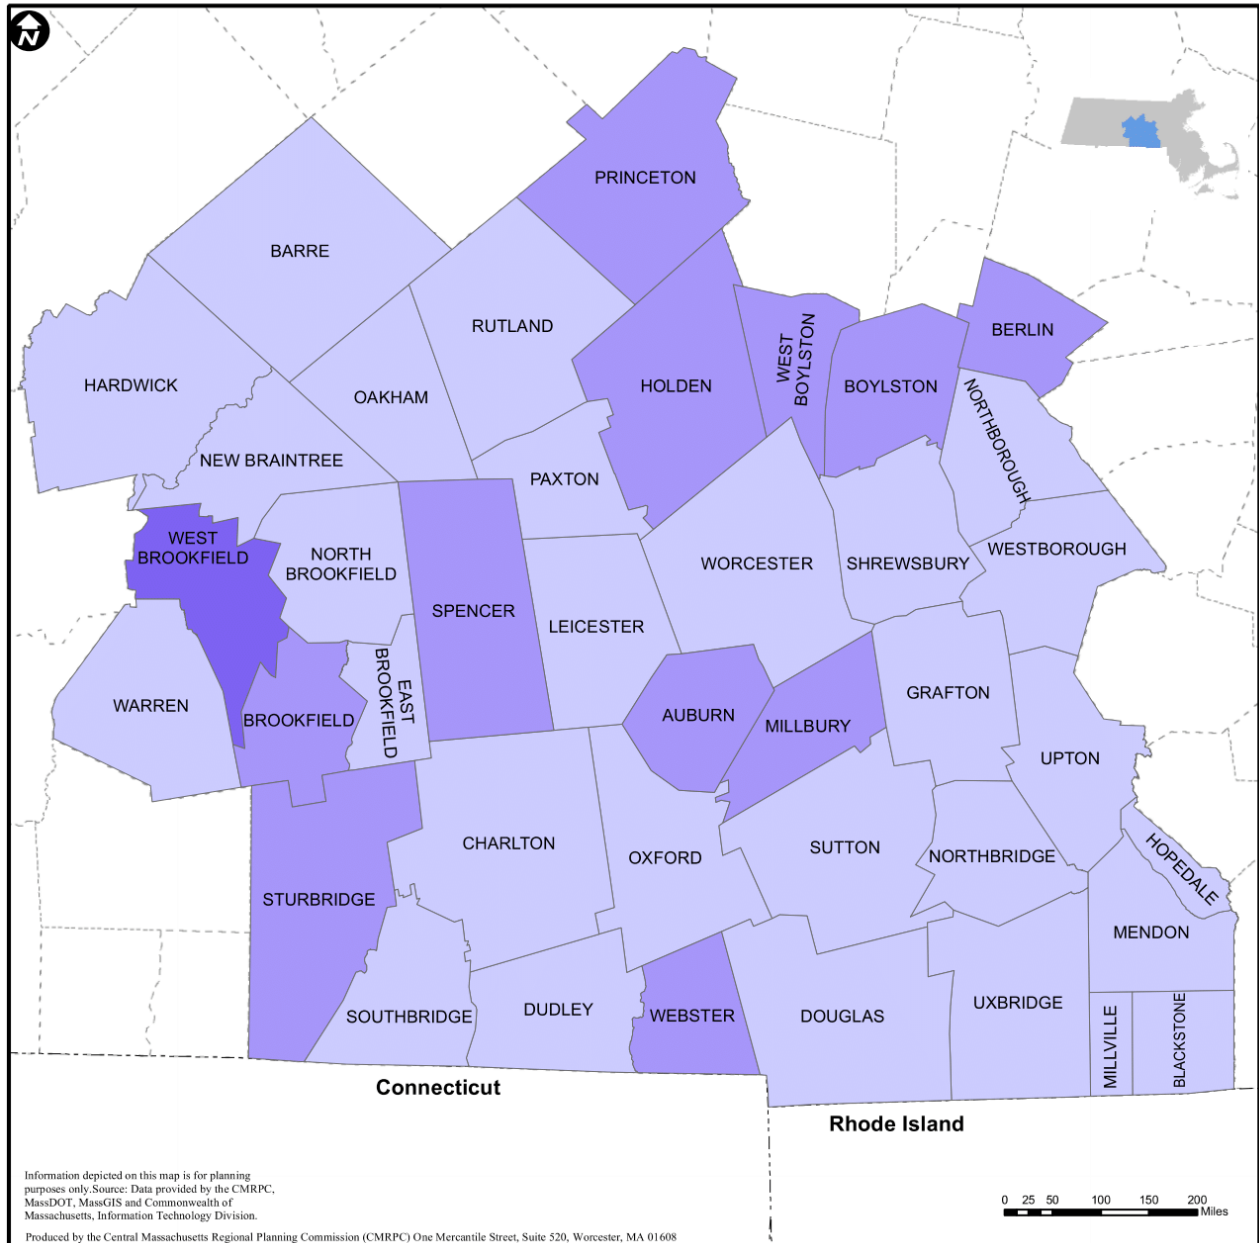 N
PRINCETON
BARRE
RUTLAND
BERLIN
WEST
BOYLSTON
HARDWICK
HOLDEN
BOYLSTON
OAKHAM
NORTHBOROUGH
NEW BRAINTREE
PAXTON
WEST
BROOKFIELD
NORTH
BROOKFIELD
WORCESTER
SHREWSBURY
WESTBOROUGH
SPENCER
LEICESTER
WARREN
BROOKFIELD
EAST
BROOKFIELD
AUBURN
MILLBURY
GRAFTON
UPTON
CHARLTON
OXFORD
SUTTON
NORTHBRIDGE
HOPEDALE
STURBRIDGE
MENDON
SOUTHBRIDGE
DUDLEY
WEBSTER
DOUGLAS
UXBRIDGE
MILLVILLE
BLACKSTONE
Connecticut
Rhode Island
Information depicted on this map is for planning
purposes only.Source: Data provided by the CMRPC,
MassDOT, MassGIS and Commonwealth of
Massachusetts, Information Technology Division.
0 25 50 100 150 200
Miles
Produced by the Central Massachusetts Regional Planning Commission (CMRPC) One Mercantile Street, Suite 520, Worcester, MA 01608